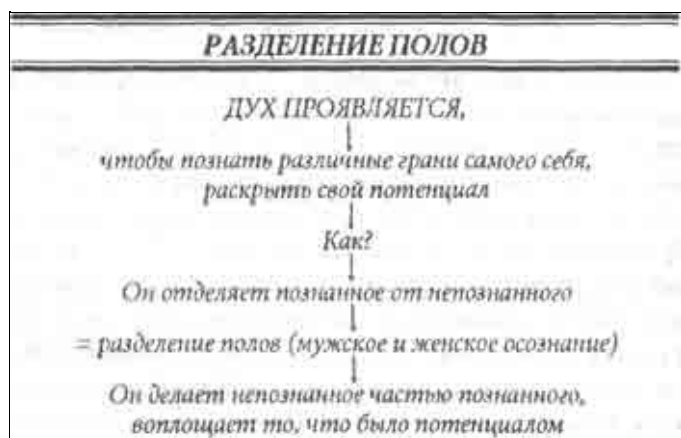 РАЗДЕЛЕНИЕ ПОЛОВ
ДУХ ПРОЯВЛЯЕТСЯ,
чтобы познать различные грани самого себя,
раскрыть свой потенциал
Как?
Он отделяет познанное от непознанного
= разделение полов (мужское и женское осознание)
Он делает непознанное частью познанного,
воплощает то, что было потенциалом